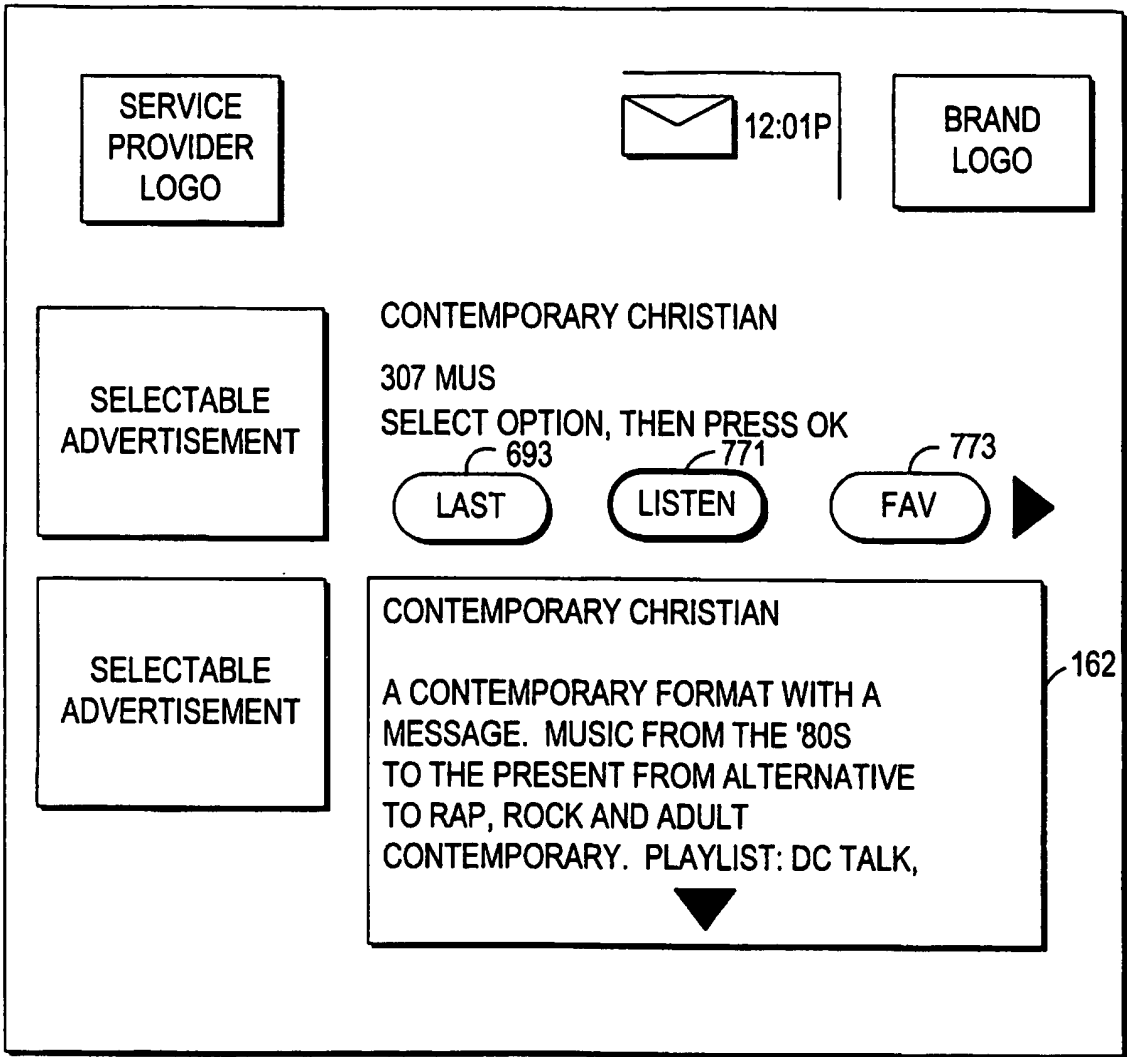 SERVICE
PROVIDER
LOGO
12:01P
BRAND
LOGO
SELECTABLE
ADVERTISEMENT
CONTEMPORARY CHRISTIAN
307 MUS
SELECT OPTION, THEN PRESS OK
693
771
773
LAST
LISTEN
FAV
SELECTABLE
ADVERTISEMENT
CONTEMPORARY CHRISTIAN
A CONTEMPORARY FORMAT WITH A
MESSAGE. MUSIC FROM THE '80S
TO THE PRESENT FROM ALTERNATIVE
TO RAP, ROCK AND ADULT
CONTEMPORARY. PLAYLIST: DC TALK,
162